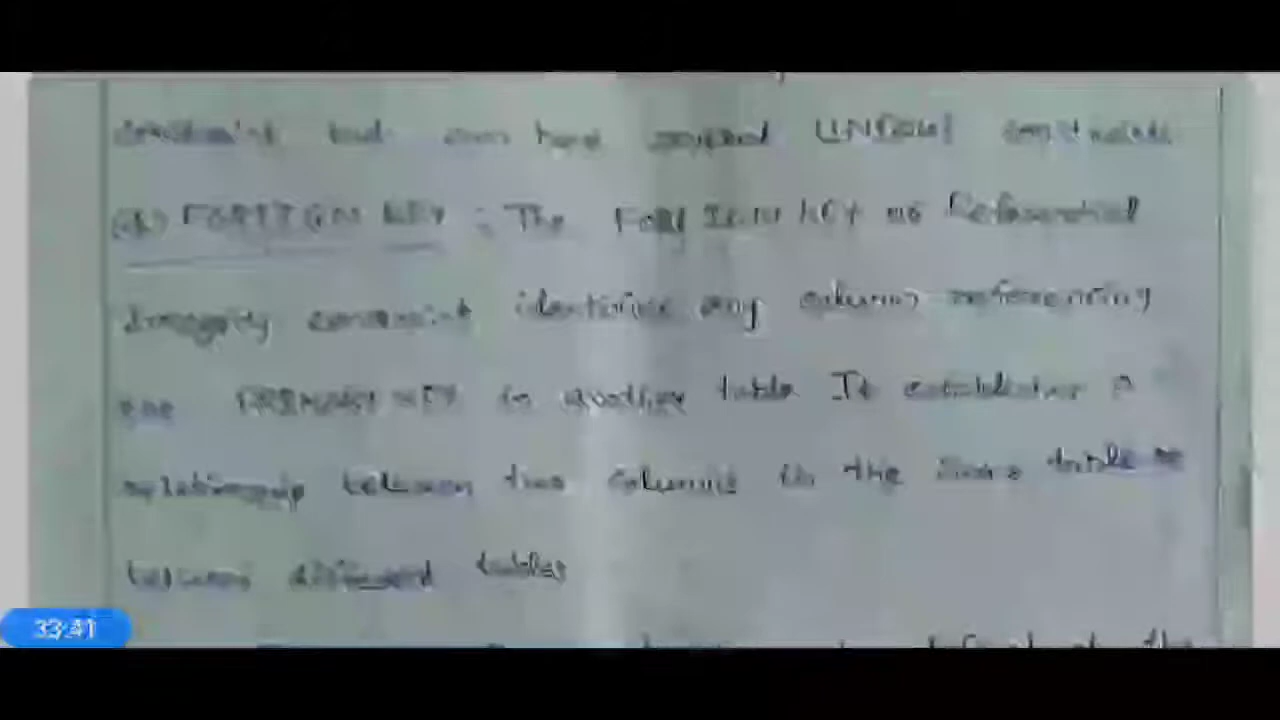 constraint but can have several UNIQUE constraints
FOREIGN KEY : The FOREIGN KEY or Referential
Integrity constraint identifies any column referencing
the PRIMARY KEY in another table It establishes a
relationship between two columns in the same table or
between different tables
33:41